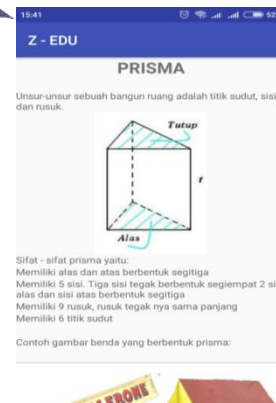 15:41
52
Z - EDU
PRISMA
Unsur-unsur sebuah bangun ruang adalah titik sudut, sisi
dan rusuk.
Tutup
t
Alas
Sifat - sifat prisma yaitu:
Memiliki alas dan atas berbentuk segitiga
Memiliki 5 sisi. Tiga sisi tegak berbentuk segiempat 2 si
alas dan sisi atas berbentuk segitiga
Memiliki 9 rusuk, rusuk tegak nya sama panjang
Memiliki 6 titik sudut
Contoh gambar benda yang berbentuk prisma:
LERONE